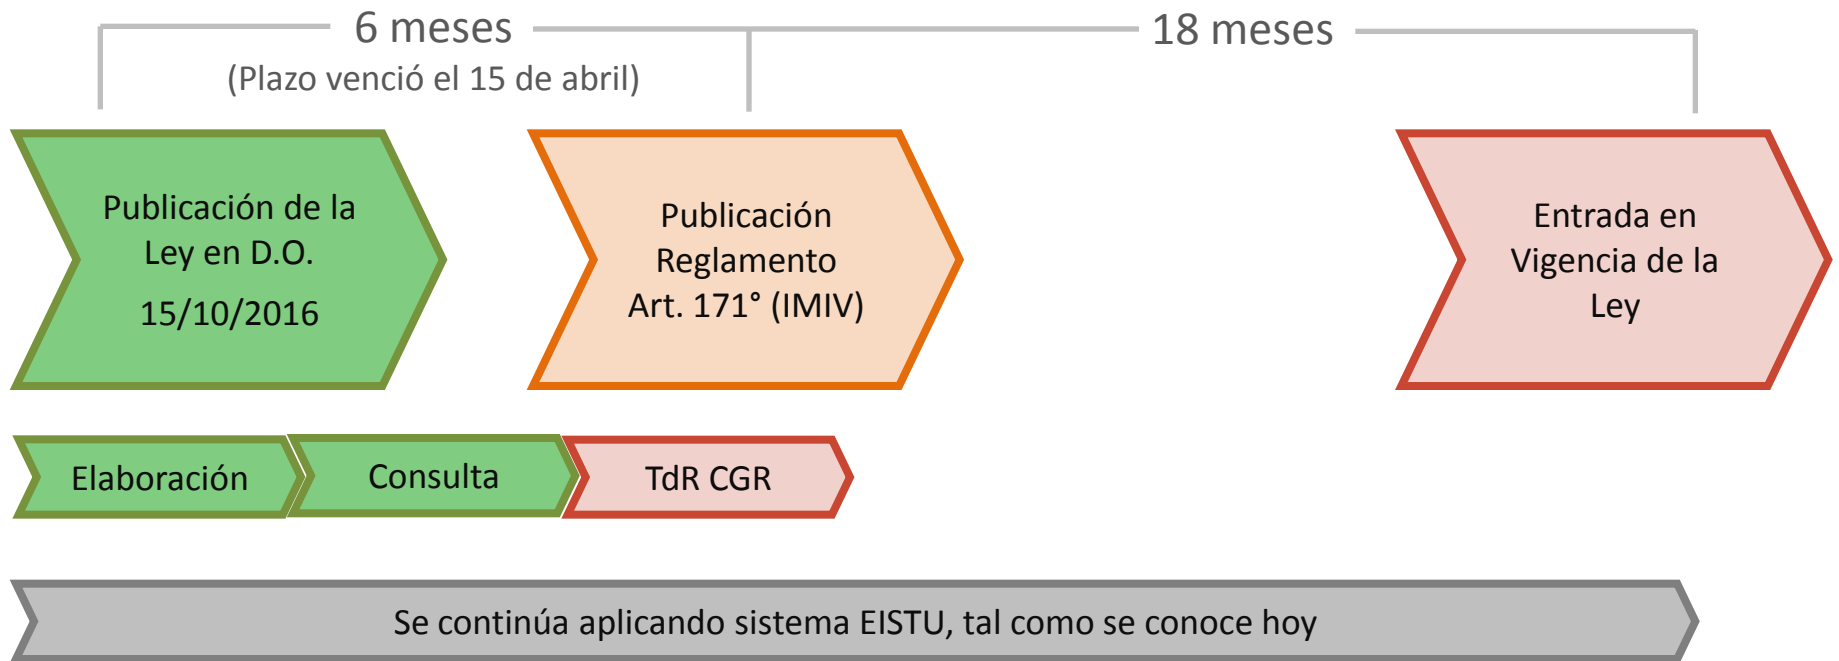 6 meses
18 meses
(Plazo venció el 15 de abril)
Publicación de la
Ley en D.O.
15/10/2016
Publicación
Reglamento
Art. 171° (IMIV)
Entrada en
Vigencia de la
Ley
Elaboración
Consulta
TdR CGR
Se continúa aplicando sistema EISTU, tal como se conoce hoy